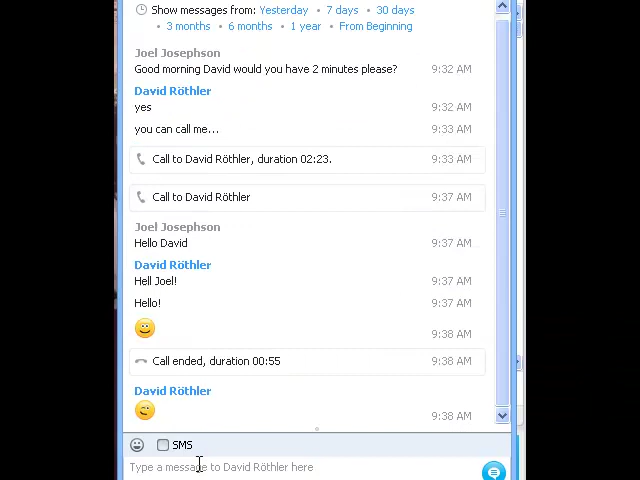 Show messages from: Yesterday • 7 days • 30 days
• 3 months • 6 months • 1 year • From Beginning
Joel Josephson
Good morning David would you have 2 minutes please? 9:32 AM
David Röthler
yes 9:32 AM
you can call me... 9:33 AM
Call to David Röthler, duration 02:23. 9:33 AM
Call to David Röthler 9:37 AM
Joel Josephson
Hello David 9:37 AM
David Röthler
Hell Joel! 9:37 AM
Hello! 9:37 AM
9:38 AM
Call ended, duration 00:55 9:38 AM
David Röthler
9:38 AM
SMS
Type a message to David Röthler here